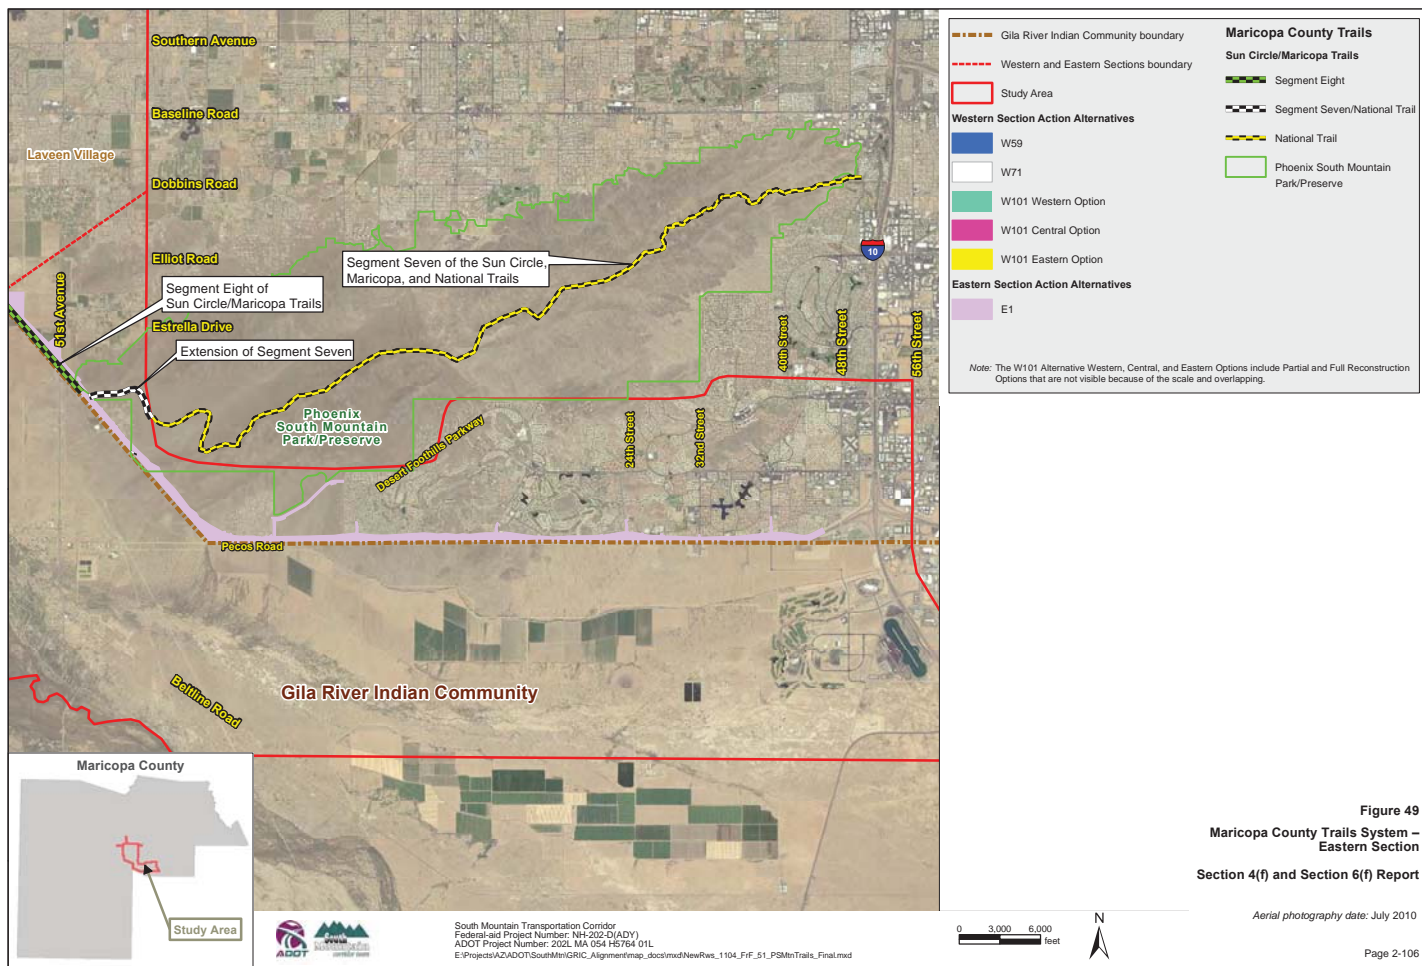 Southern Avenue
Baseline Road
Laveen Village
Dobbins Road
Elliot Road
Segment Seven of the Sun Circle,
Maricopa, and National Trails
10
Segment Eight of
Sun Circle/Maricopa Trails
51st Avenue
Estrella Drive
Extension of Segment Seven
40th Street
48th Street
56th Street
Phoenix
South Mountain
Park/Preserve
Desert Foothills Parkway
24th Street
32nd Street
Pecos Road
Gila River Indian Community
Beltline Road
Maricopa County
Study Area
Gila River Indian Community boundary
Western and Eastern Sections boundary
Study Area
Western Section Action Alternatives
W59
W71
W101 Western Option
W101 Central Option
W101 Eastern Option
Eastern Section Action Alternatives
E1
Maricopa County Trails
Sun Circle/Maricopa Trails
Segment Eight
Segment Seven/National Trail
National Trail
Phoenix South Mountain
Park/Preserve
Note: The W101 Alternative Western, Central, and Eastern Options include Partial and Full Reconstruction
Options that are not visible because of the scale and overlapping.
Figure 49
Maricopa County Trails System –
Eastern Section
Section 4(f) and Section 6(f) Report
Aerial photography date: July 2010
Page 2-106
ADOT
South
Mountain
South Mountain Transportation Corridor
Federal-aid Project Number: NH-202-D(ADY)
ADOT Project Number: 202L MA 054 H5764 01L
E:\Projects\AZ\ADOT\SouthMtn\GRIC_Alignment\map_docs\mxd\NewRws_1104_FrF_51_PSMtnTrails_Final.mxd
0 3,000 6,000
feet
N